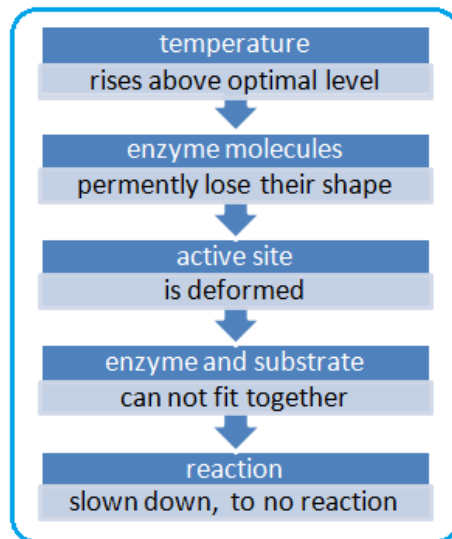 temperature
rises above optimal level
enzyme molecules
permently lose their shape
active site
is deformed
enzyme and substrate
can not fit together
reaction
slown down, to no reaction